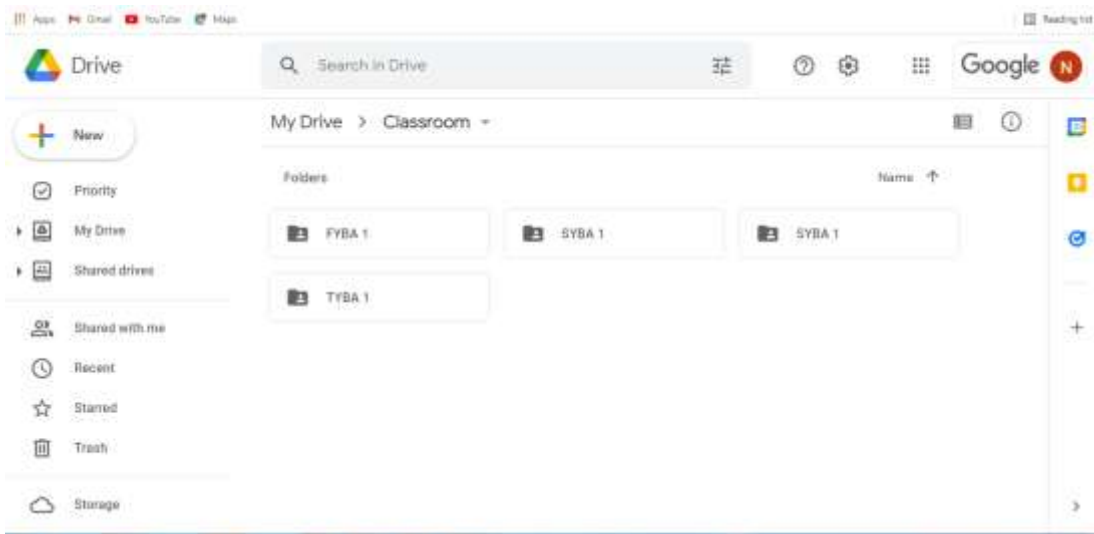 Apps Gmail YouTube Maps Reading list
Drive Search in Drive Google N
New My Drive > Classroom
Folders Name
Priority
My Drive FYBA 1 SYBA 1 SYBA 1
Shared drives
TYBA 1
Shared with me
Recent
Starred
Trash
Storage